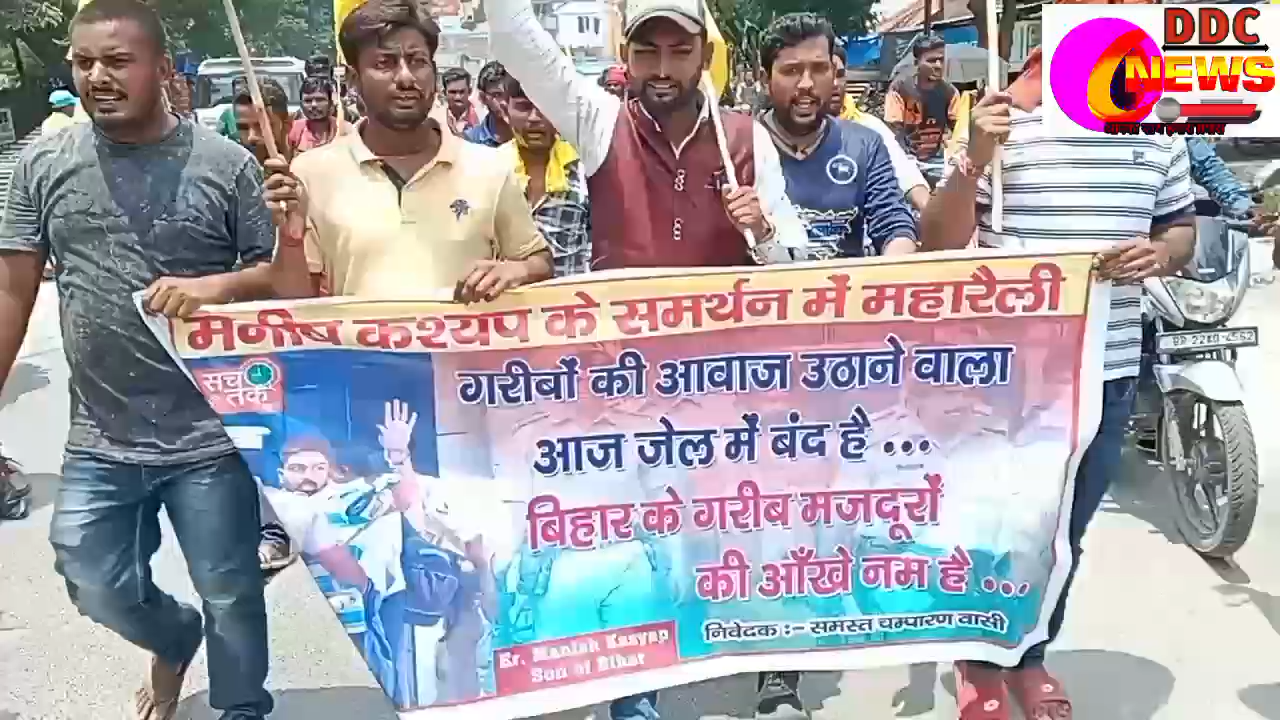 DDC
NEWS
मनीष कश्यप के समर्थन में महारैली
सच
तक
गरीबों की आवाज उठाने वाला
आज जेल में बंद है ...
बिहार के गरीब मजदूरों
की आँखे नम है ...
निवेदक :- समस्त चम्पारण वासी
Er. Manish Kasyap
Son of Bihar